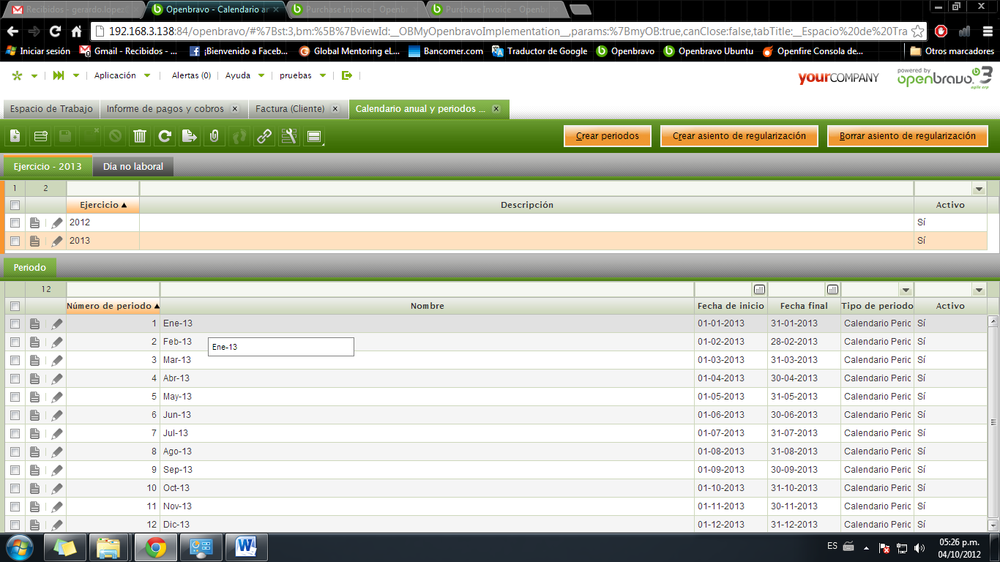 Recibidos - gerardo.lopez
Openbravo - Calendario an
Purchase Invoice - Openb
Purchase Invoice - Openb
192.168.3.138:84/openbravo/#%7Bst:3,bm:%5B%7BviewId:__OBMyOpenbravoImplementation__,params:%7BmyOB:true,canClose:false,tabTitle:__Espacio%20de%20Tra
Iniciar sesión
Gmail - Recibidos - ...
¡Bienvenido a Faceb...
Global Mentoring eL...
Bancomer.com
Traductor de Google
Openbravo
Openbravo Ubuntu
Openfire Consola de...
Otros marcadores
Aplicación
Alertas (0)
Ayuda
pruebas
yourCOMPANY
powered by
openbravo 3
agile erp
Espacio de Trabajo
Informe de pagos y cobros
Factura (Cliente)
Calendario anual y periodos ...
Crear periodos
Crear asiento de regularización
Borrar asiento de regularización
Ejercicio - 2013
Día no laboral
1 2
Ejercicio Descripción Activo
2012 Sí
2013 Sí
Periodo
12
Número de periodo Nombre Fecha de inicio Fecha final Tipo de periodo Activo
1 Ene-13 01-01-2013 31-01-2013 Calendario Peric Sí
2 Feb-13 01-02-2013 28-02-2013 Calendario Peric Sí
Ene-13
3 Mar-13 01-03-2013 31-03-2013 Calendario Peric Sí
4 Abr-13 01-04-2013 30-04-2013 Calendario Peric Sí
5 May-13 01-05-2013 31-05-2013 Calendario Peric Sí
6 Jun-13 01-06-2013 30-06-2013 Calendario Peric Sí
7 Jul-13 01-07-2013 31-07-2013 Calendario Peric Sí
8 Ago-13 01-08-2013 31-08-2013 Calendario Peric Sí
9 Sep-13 01-09-2013 30-09-2013 Calendario Peric Sí
10 Oct-13 01-10-2013 31-10-2013 Calendario Peric Sí
11 Nov-13 01-11-2013 30-11-2013 Calendario Peric Sí
12 Dic-13 01-12-2013 31-12-2013 Calendario Peric Sí
ES
05:26 p.m.
04/10/2012